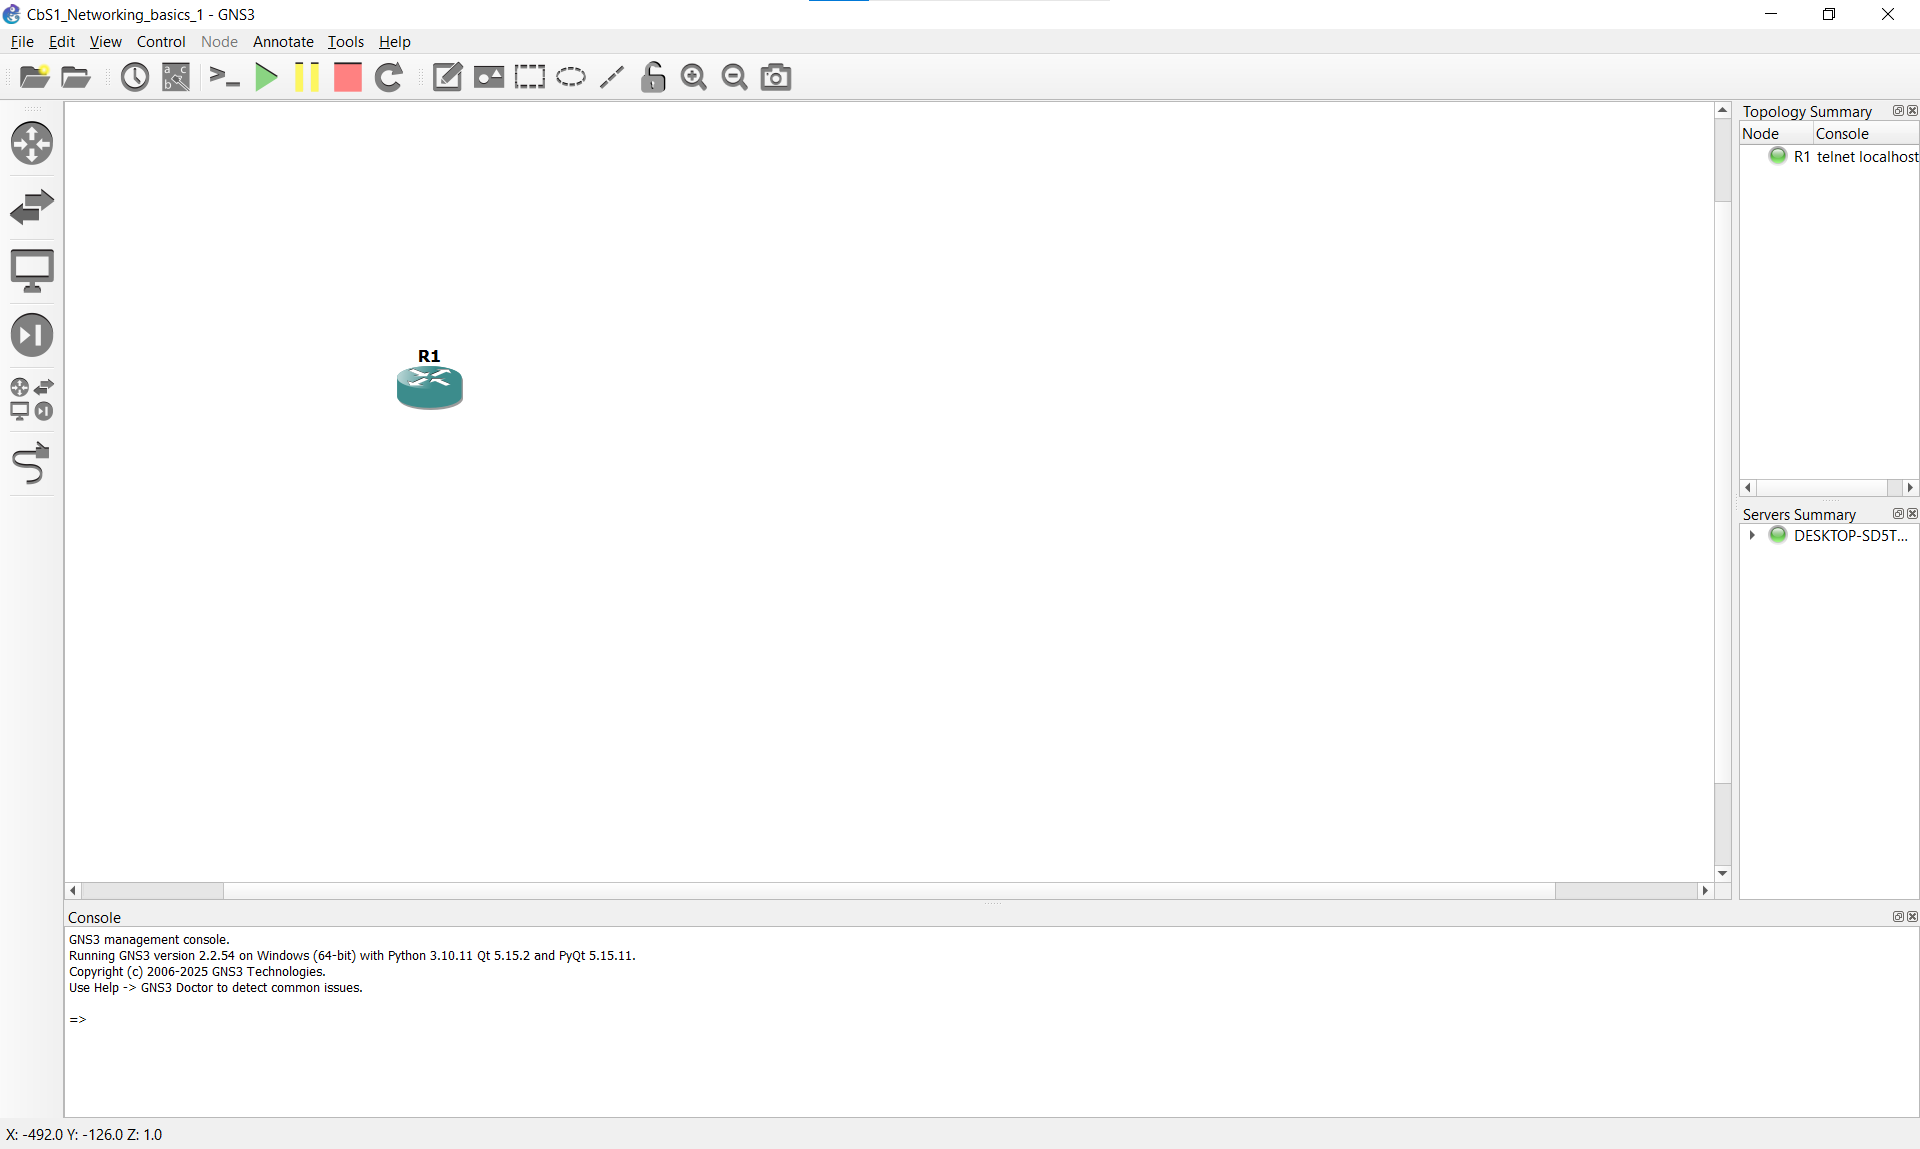 CbS1_Networking_basics_1 - GNS3
File Edit View Control Node Annotate Tools Help
a c
b
>_
Topology Summary
Node Console
R1 telnet localhost
R1
Servers Summary
DESKTOP-SD5T...
Console
GNS3 management console.
Running GNS3 version 2.2.54 on Windows (64-bit) with Python 3.10.11 Qt 5.15.2 and PyQt 5.15.11.
Copyright (c) 2006-2025 GNS3 Technologies.
Use Help -> GNS3 Doctor to detect common issues.
=>
X: -492.0 Y: -126.0 Z: 1.0